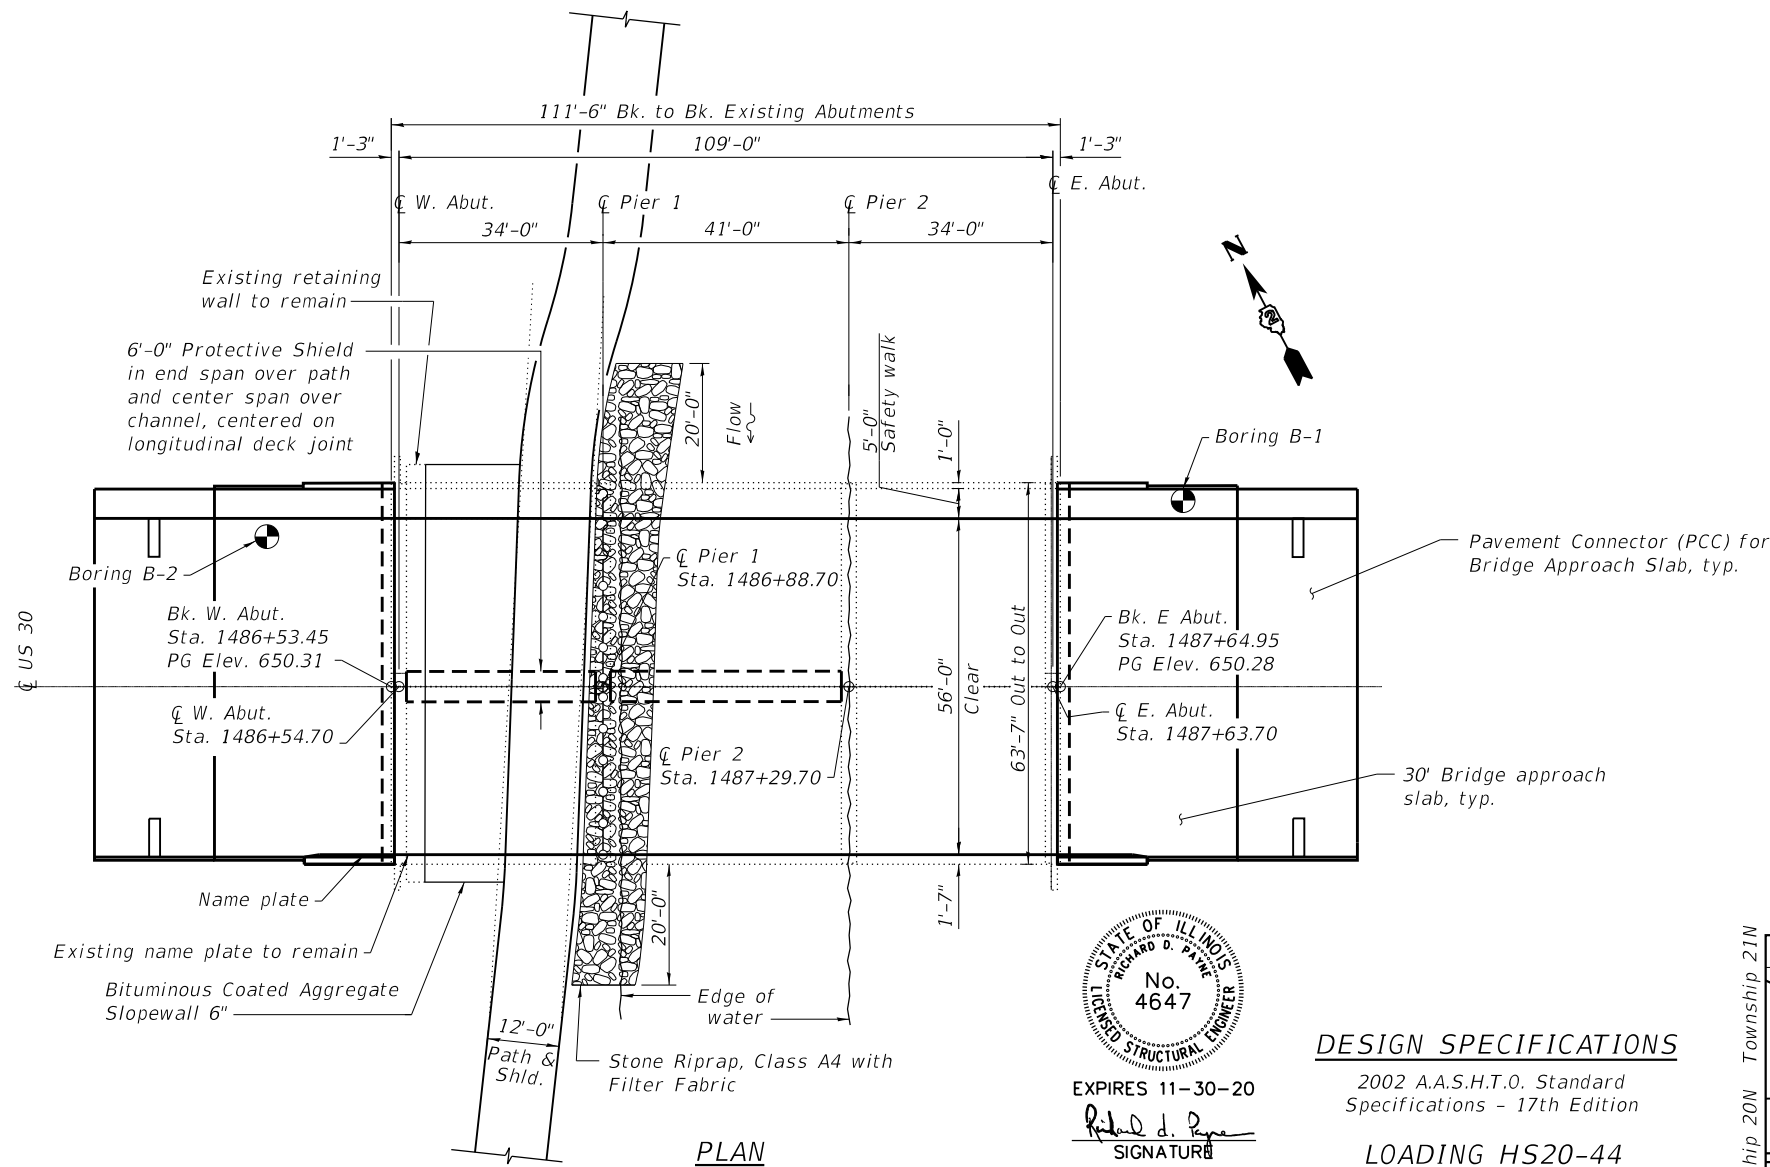 111'-6" Bk. to Bk. Existing Abutments
1'-3"
109'-0"
1'-3"
℄ E. Abut.
℄ W. Abut.
℄ Pier 1
℄ Pier 2
34'-0"
41'-0"
34'-0"
N
2
Existing retaining
wall to remain
6'-0" Protective Shield
in end span over path
and center span over
channel, centered on
longitudinal deck joint
20'-0"
Flow
5'-0"
Safety walk
1'-0"
Boring B-1
Boring B-2
℄ Pier 1
Sta. 1486+88.70
Pavement Connector (PCC) for
Bridge Approach Slab, typ.
℄ US 30
Bk. W. Abut.
Sta. 1486+53.45
PG Elev. 650.31
56'-0"
Clear
63'-7" Out to Out
Bk. E Abut.
Sta. 1487+64.95
PG Elev. 650.28
℄ W. Abut.
Sta. 1486+54.70
℄ E. Abut.
Sta. 1487+63.70
℄ Pier 2
Sta. 1487+29.70
30' Bridge approach
slab, typ.
Name plate
20'-0"
1'-7"
Existing name plate to remain
Bituminous Coated Aggregate
Slopewall 6"
Edge of
water
12'-0"
Path &
Shld.
Stone Riprap, Class A4 with
Filter Fabric
STATE OF ILLINOIS
RICHARD D. PAYNE
No.
4647
LICENSED STRUCTURAL ENGINEER
EXPIRES 11-30-20
Richard d. Payne
SIGNATURE
PLAN
DESIGN SPECIFICATIONS
2002 A.A.S.H.T.O. Standard
Specifications - 17th Edition
LOADING HS20-44
Township 21N
hip 20N